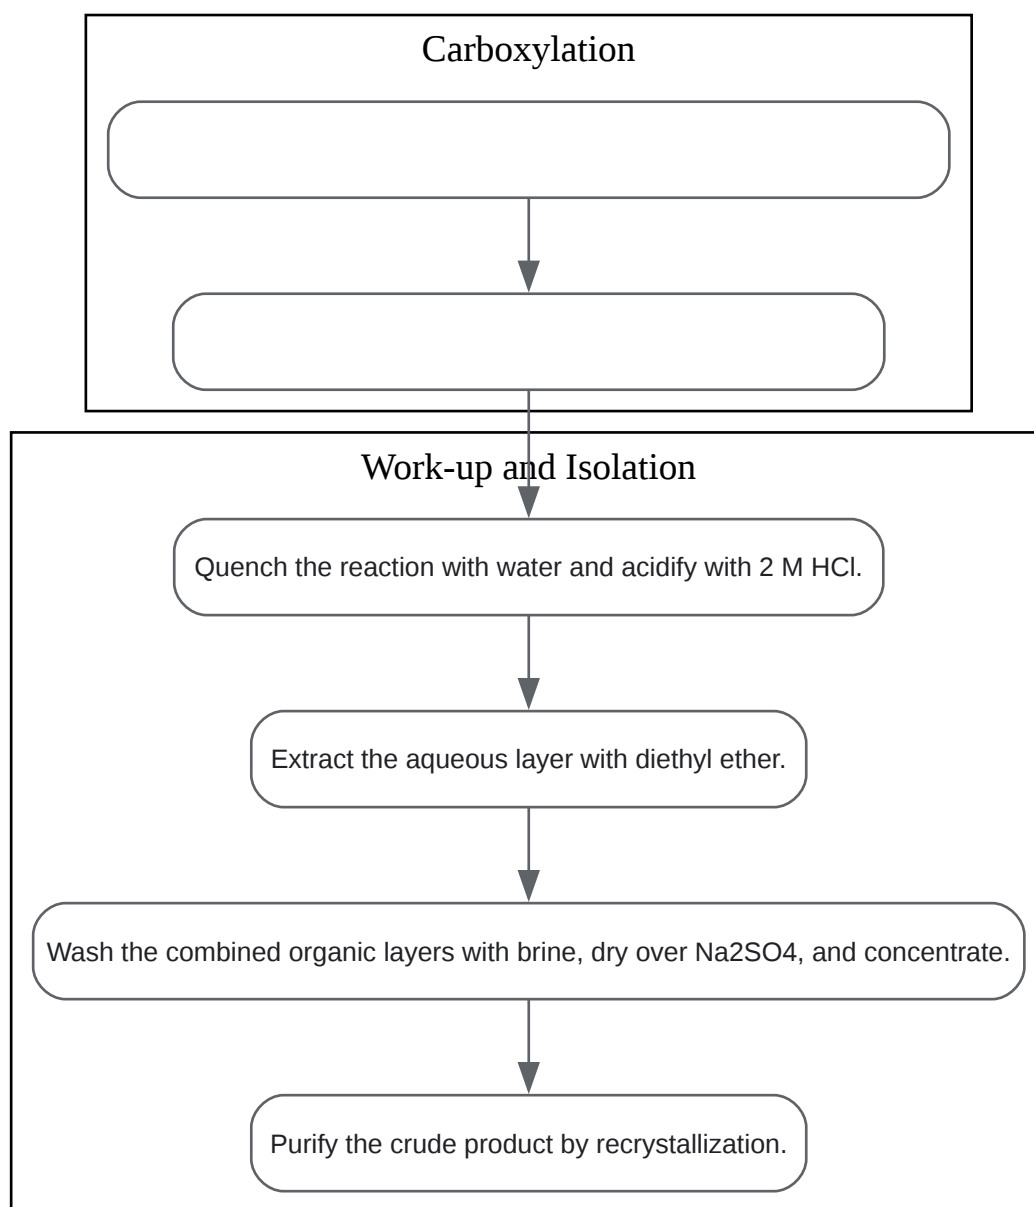 Carboxylation
Work-up and Isolation
Quench the reaction with water and acidify with 2 M HCl.
Extract the aqueous layer with diethyl ether.
Wash the combined organic layers with brine, dry over Na2SO4, and concentrate.
Purify the crude product by recrystallization.